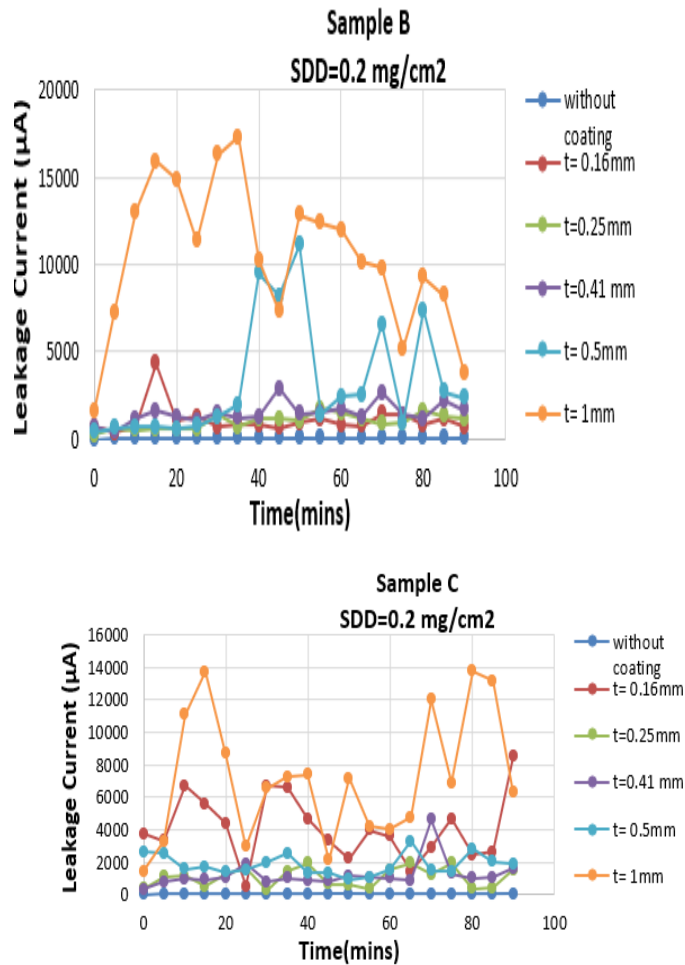 Sample B
SDD=0.2 mg/cm2
Leakage Current (µA)
20000
15000
10000
5000
0
0 20 40 60 80 100
Time(mins)
without
coating
t= 0.16mm
t=0.25mm
t=0.41 mm
t= 0.5mm
t= 1mm
Sample C
SDD=0.2 mg/cm2
Leakage Current (µA)
16000
14000
12000
10000
8000
6000
4000
2000
0
0 20 40 60 80 100
Time(mins)
without
coating
t= 0.16mm
t=0.25mm
t=0.41 mm
t= 0.5mm
t= 1mm